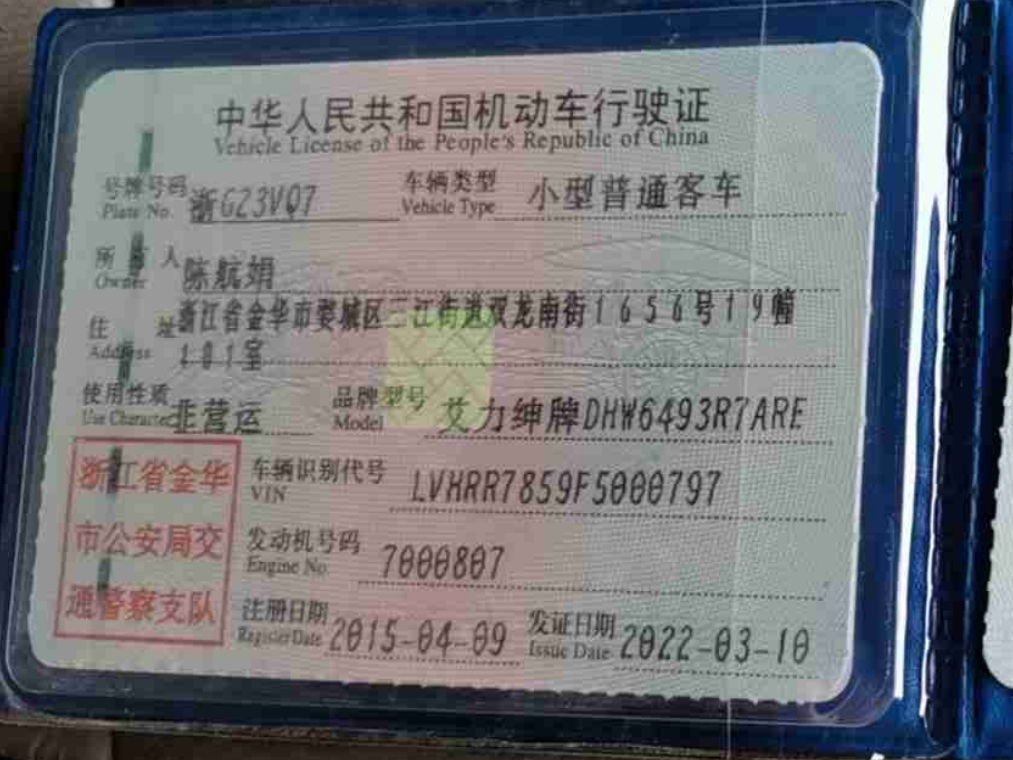 中华人民共和国机动车行驶证
Vehicle License of the People's Republic of China
号牌号码 浙G23VQ7 车辆类型 小型普通客车
Plate No. Vehicle Type
所有人 陈航娟
Owner
住址 浙江省金华市婺城区三江街道双龙南街1656号19幢
Address 101室
使用性质 非营运 品牌型号 艾力绅牌DHW6493R7ARE
Use Character Model
浙江省金华 车辆识别代号 LVHRR7859F5000797
VIN
市公安局交 发动机号码 7000807
Engine No.
通警察支队 注册日期 2015-04-09 发证日期 2022-03-10
Register Date Issue Date